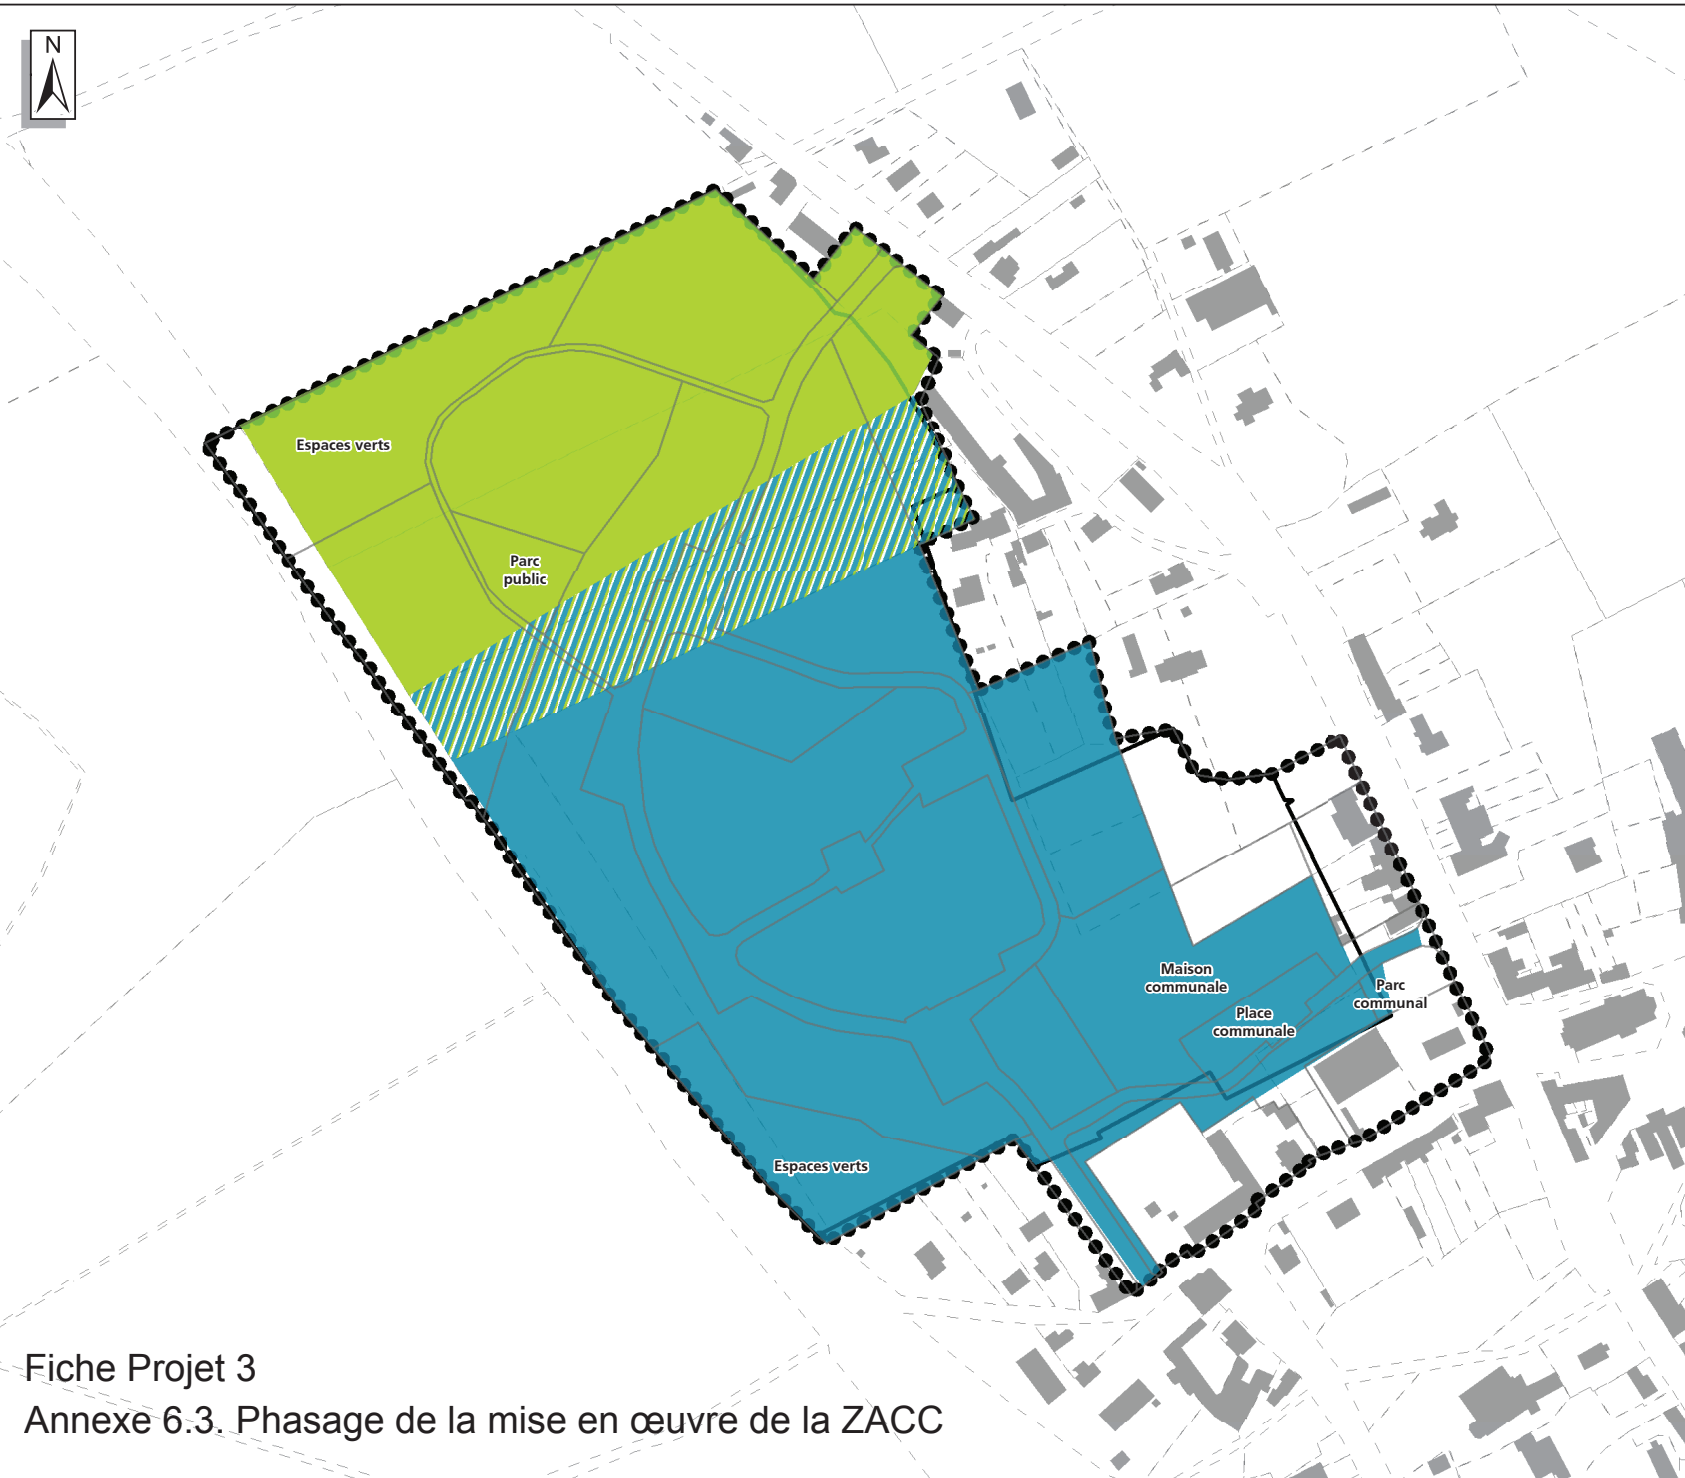 N
Espaces verts
Parc
public
Maison
communale
Parc
communal
Place
communale
Espaces verts
Fiche Projet 3
Annexe 6.3. Phasage de la mise en œuvre de la ZACC